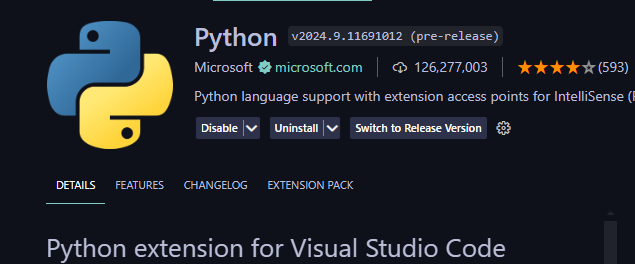 Python v2024.9.11691012 (pre-release)
Microsoft microsoft.com 126,277,003 (593)
Python language support with extension access points for IntelliSense (
Disable Uninstall Switch to Release Version
DETAILS FEATURES CHANGELOG EXTENSION PACK
Python extension for Visual Studio Code